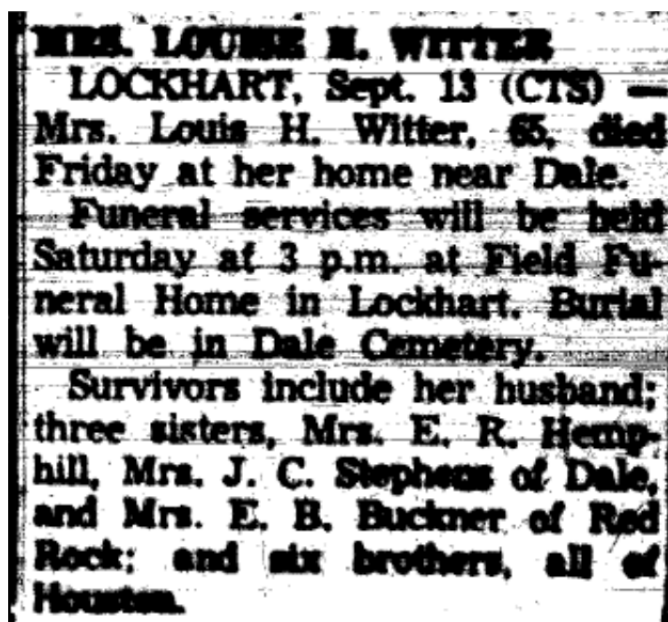 MRS. LOUISE H. WITTER
LOCKHART, Sept. 13 (CTS) —
Mrs. Louis H. Witter, 65, died
Friday at her home near Dale.
Funeral services will be held
Saturday at 3 p.m. at Field Fu-
neral Home in Lockhart. Burial
will be in Dale Cemetery.
Survivors include her husband;
three sisters, Mrs. E. R. Hemp-
hill, Mrs. J. C. Stephens of Dale,
and Mrs. E. B. Buckner of Red
Rock; and six brothers, all of
Houston.